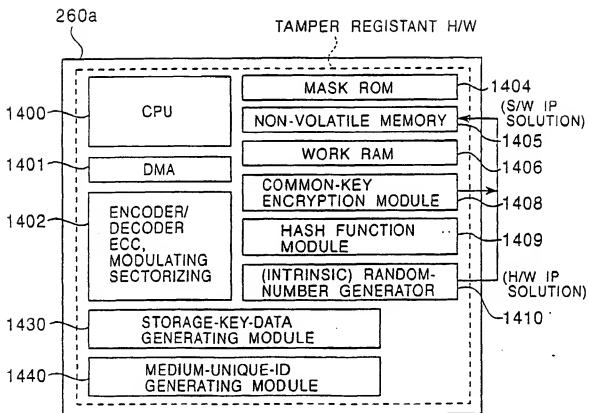 260a
TAMPER REGISTANT H/W
1400
CPU
1401
DMA
1402
ENCODER/
DECODER
ECC,
MODULATING
SECTORIZING
MASK ROM
1404
(S/W IP
SOLUTION)
NON-VOLATILE MEMORY
1405
WORK RAM
1406
COMMON-KEY
ENCRYPTION MODULE
1408
HASH FUNCTION
MODULE
1409
(INTRINSIC) RANDOM-
NUMBER GENERATOR
(H/W IP
SOLUTION)
1410
1430
STORAGE-KEY-DATA
GENERATING MODULE
1440
MEDIUM-UNIQUE-ID
GENERATING MODULE